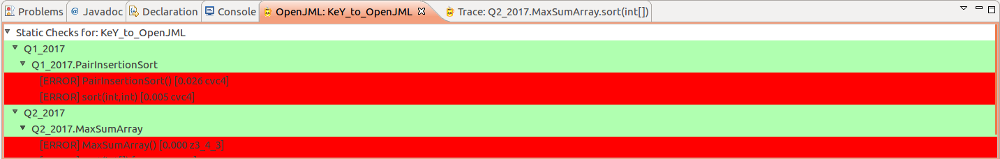 Problems @ Javadoc Declaration Console OpenJML: KeY_to_OpenJML Trace: Q2_2017.MaxSumArray.sort(int[])
Static Checks for: KeY_to_OpenJML
Q1_2017
Q1_2017.PairInsertionSort
[ERROR] PairInsertionSort() [0.026 cvc4]
[ERROR] sort(int,int) [0.005 cvc4]
Q2_2017
Q2_2017.MaxSumArray
[ERROR] MaxSumArray() [0.000 z3_4_3]